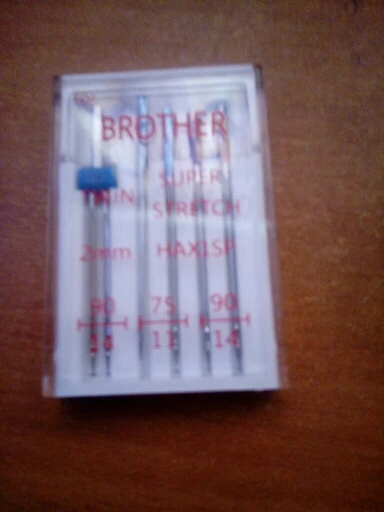 BROTHER
TWIN SUPER STRETCH
2mm HAX1SP
90 75 90
14 11 14